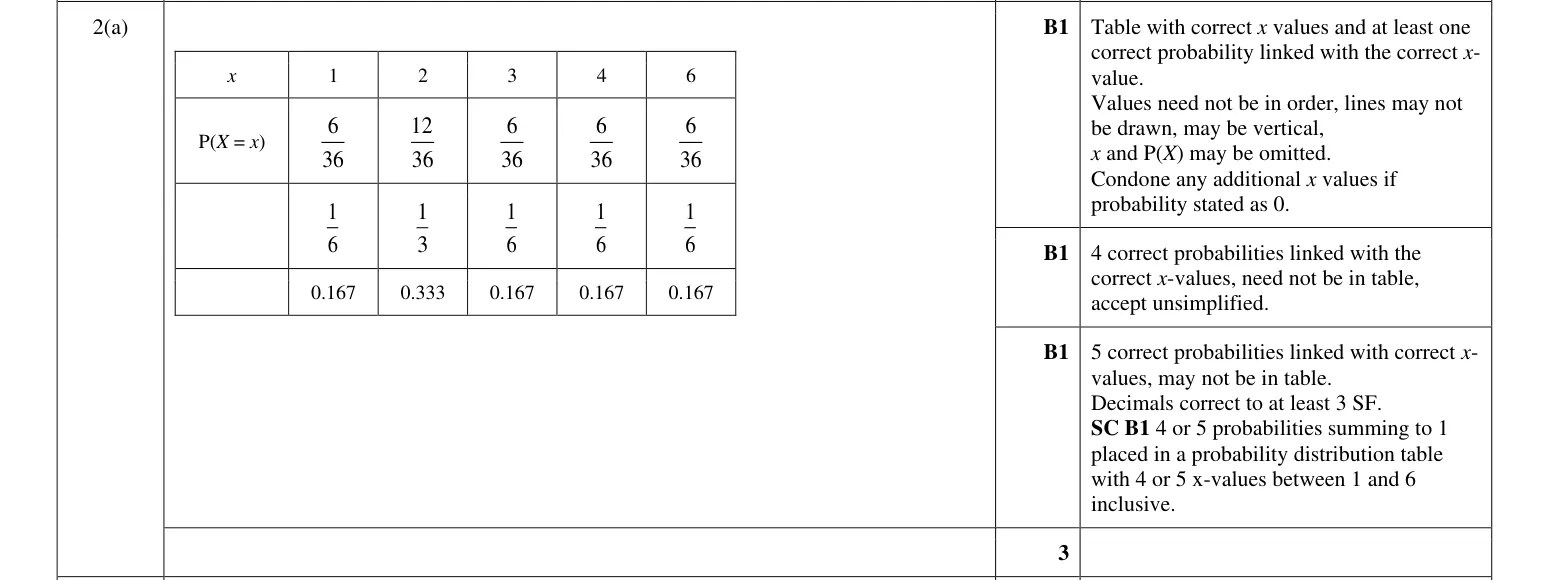 2(a)
x 1 2 3 4 6
P(X = x) 6/36 12/36 6/36 6/36 6/36
1/6 1/3 1/6 1/6 1/6
0.167 0.333 0.167 0.167 0.167
B1 Table with correct x values and at least one
correct probability linked with the correct x-
value.
Values need not be in order, lines may not
be drawn, may be vertical,
x and P(X) may be omitted.
Condone any additional x values if
probability stated as 0.
B1 4 correct probabilities linked with the
correct x-values, need not be in table,
accept unsimplified.
B1 5 correct probabilities linked with correct x-
values, may not be in table.
Decimals correct to at least 3 SF.
SC B1 4 or 5 probabilities summing to 1
placed in a probability distribution table
with 4 or 5 x-values between 1 and 6
inclusive.
3